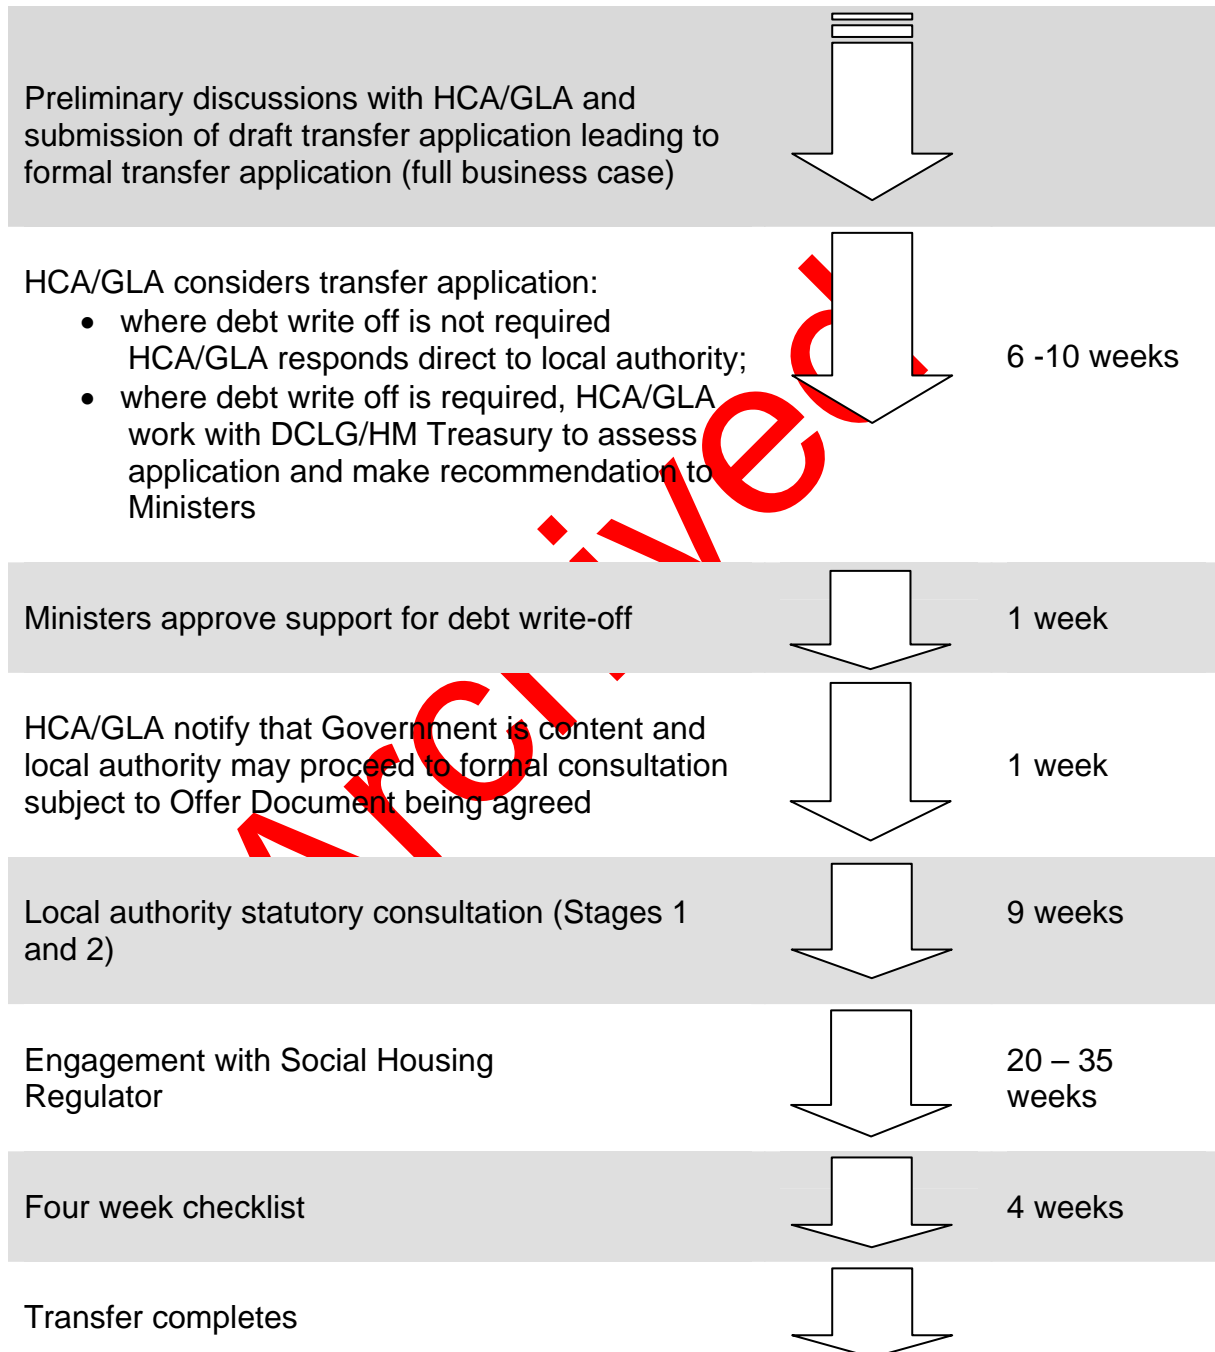 Preliminary discussions with HCA/GLA and
submission of draft transfer application leading to
formal transfer application (full business case)
HCA/GLA considers transfer application:
• where debt write off is not required
HCA/GLA responds direct to local authority;
• where debt write off is required, HCA/GLA
work with DCLG/HM Treasury to assess
application and make recommendation to
Ministers
6 -10 weeks
Ministers approve support for debt write-off
1 week
HCA/GLA notify that Government is content and
local authority may proceed to formal consultation
subject to Offer Document being agreed
1 week
Local authority statutory consultation (Stages 1
and 2)
9 weeks
Engagement with Social Housing
Regulator
20 – 35
weeks
Four week checklist
4 weeks
Transfer completes
Archived